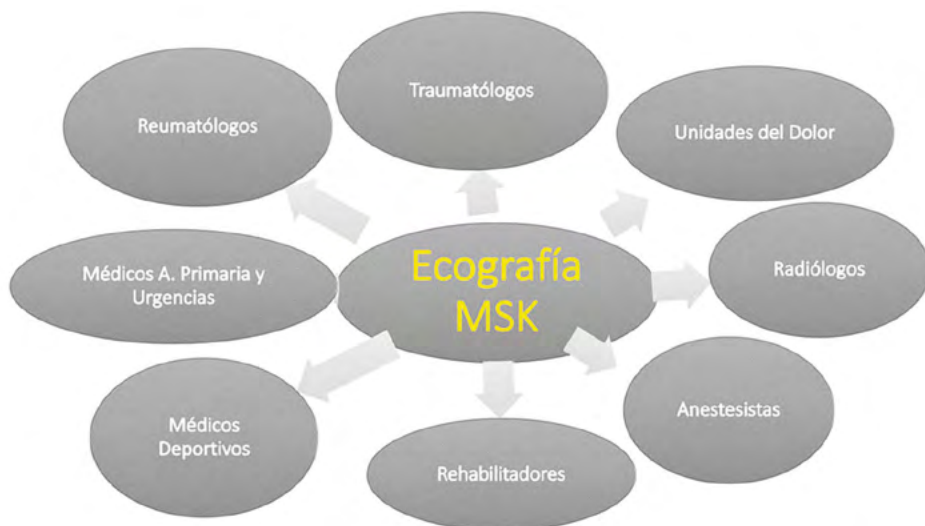 Traumatólogos
Reumatólogos
Unidades del Dolor
Médicos A. Primaria y
Urgencias
Ecografía
MSK
Radiólogos
Médicos
Deportivos
Anestesistas
Rehabilitadores